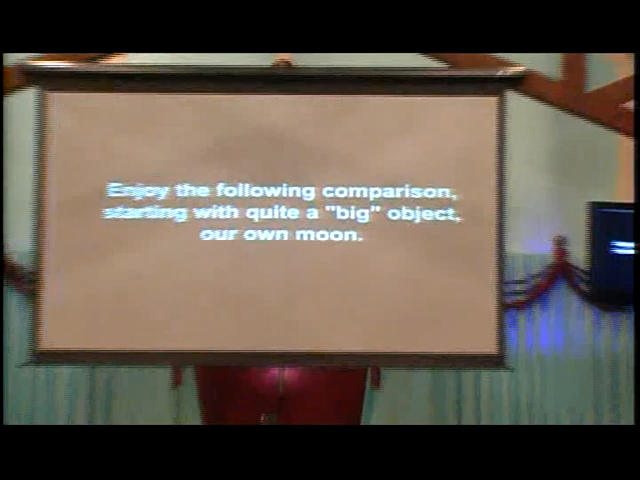 Enjoy the following comparison,
starting with quite a "big" object,
our own moon.